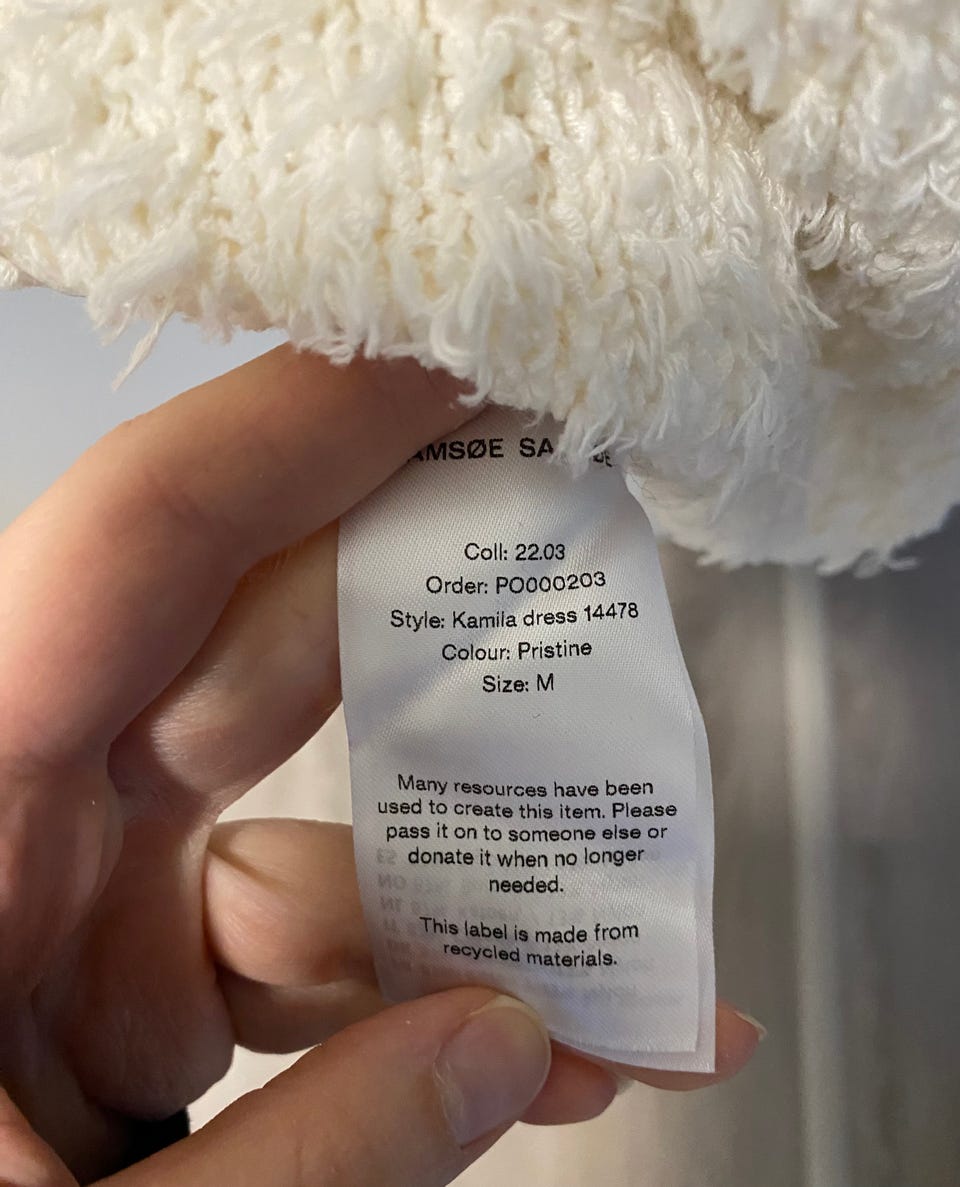 AMSØE SA ØE
Coll: 22.03
Order: PO000203
Style: Kamila dress 14478
Colour: Pristine
Size: M
Many resources have been
used to create this item. Please
pass it on to someone else or
donate it when no longer
needed.
This label is made from
recycled materials.